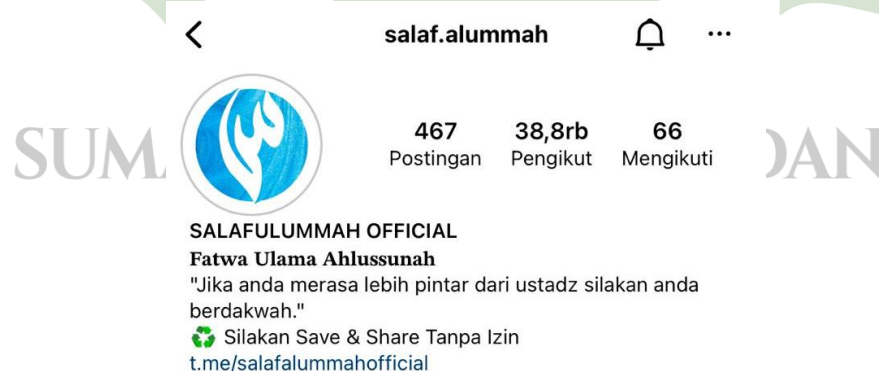 salaf.alummah
467 38,8rb 66
Postingan Pengikut Mengikuti
SUM DAN
SALAFULUMMAH OFFICIAL
Fatwa Ulama Ahlussunah
"Jika anda merasa lebih pintar dari ustadz silakan anda
berdakwah."
♻️ Silakan Save & Share Tanpa Izin
t.me/salafalummahofficial